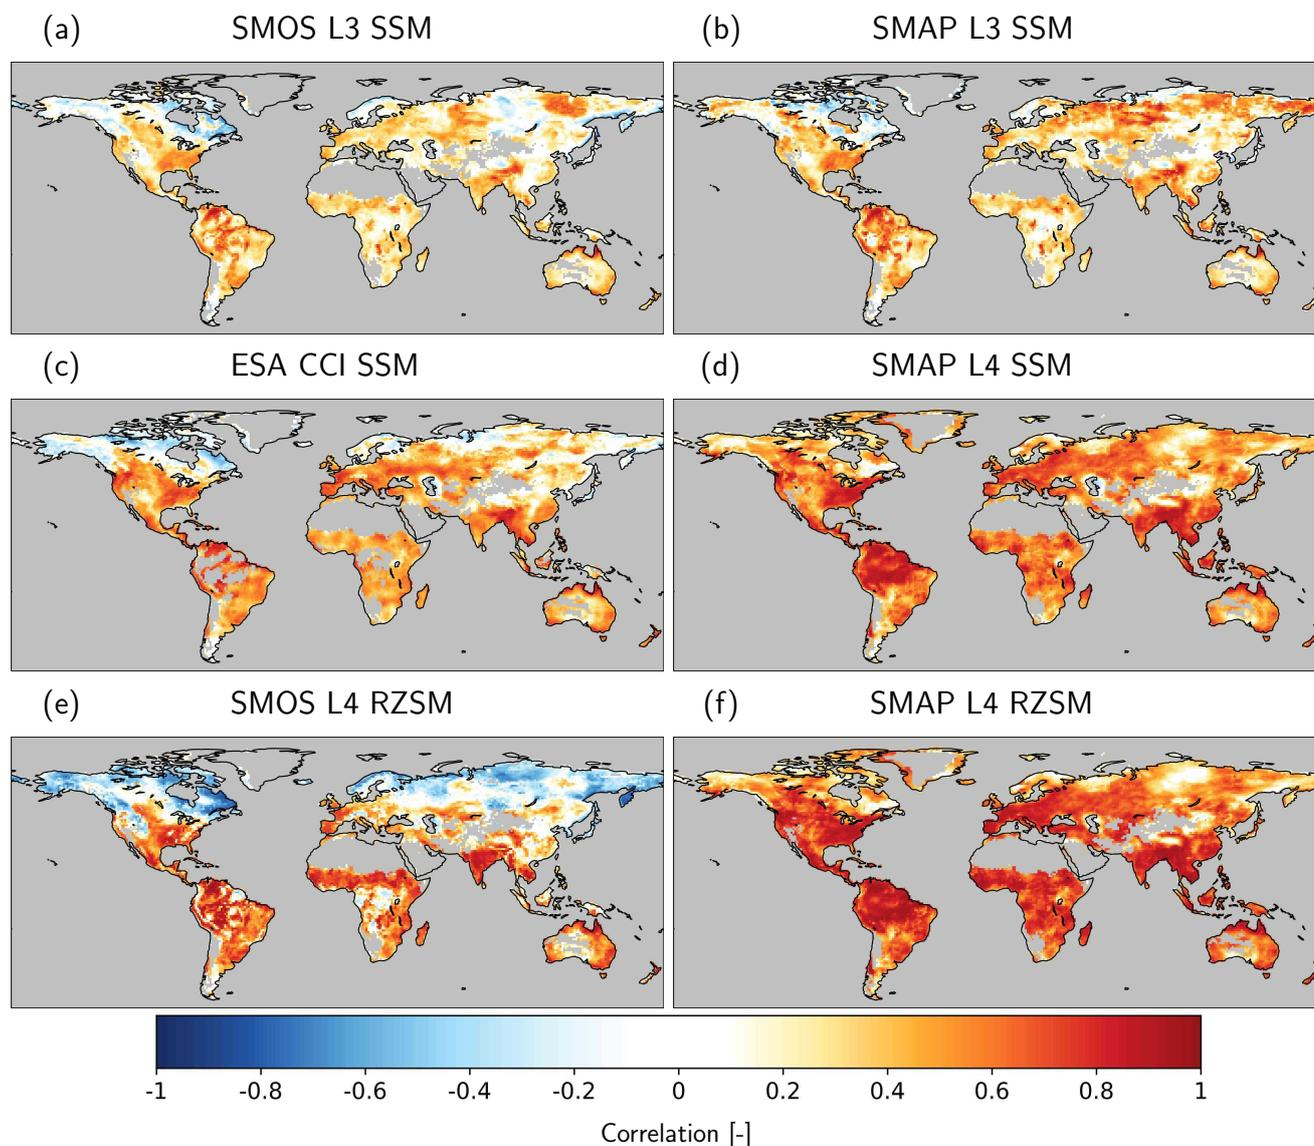 (a) SMOS L3 SSM
(b) SMAP L3 SSM
(c) ESA CCI SSM
(d) SMAP L4 SSM
(e) SMOS L4 RZSM
(f) SMAP L4 RZSM
-1 -0.8 -0.6 -0.4 -0.2 0 0.2 0.4 0.6 0.8 1
Correlation [-]